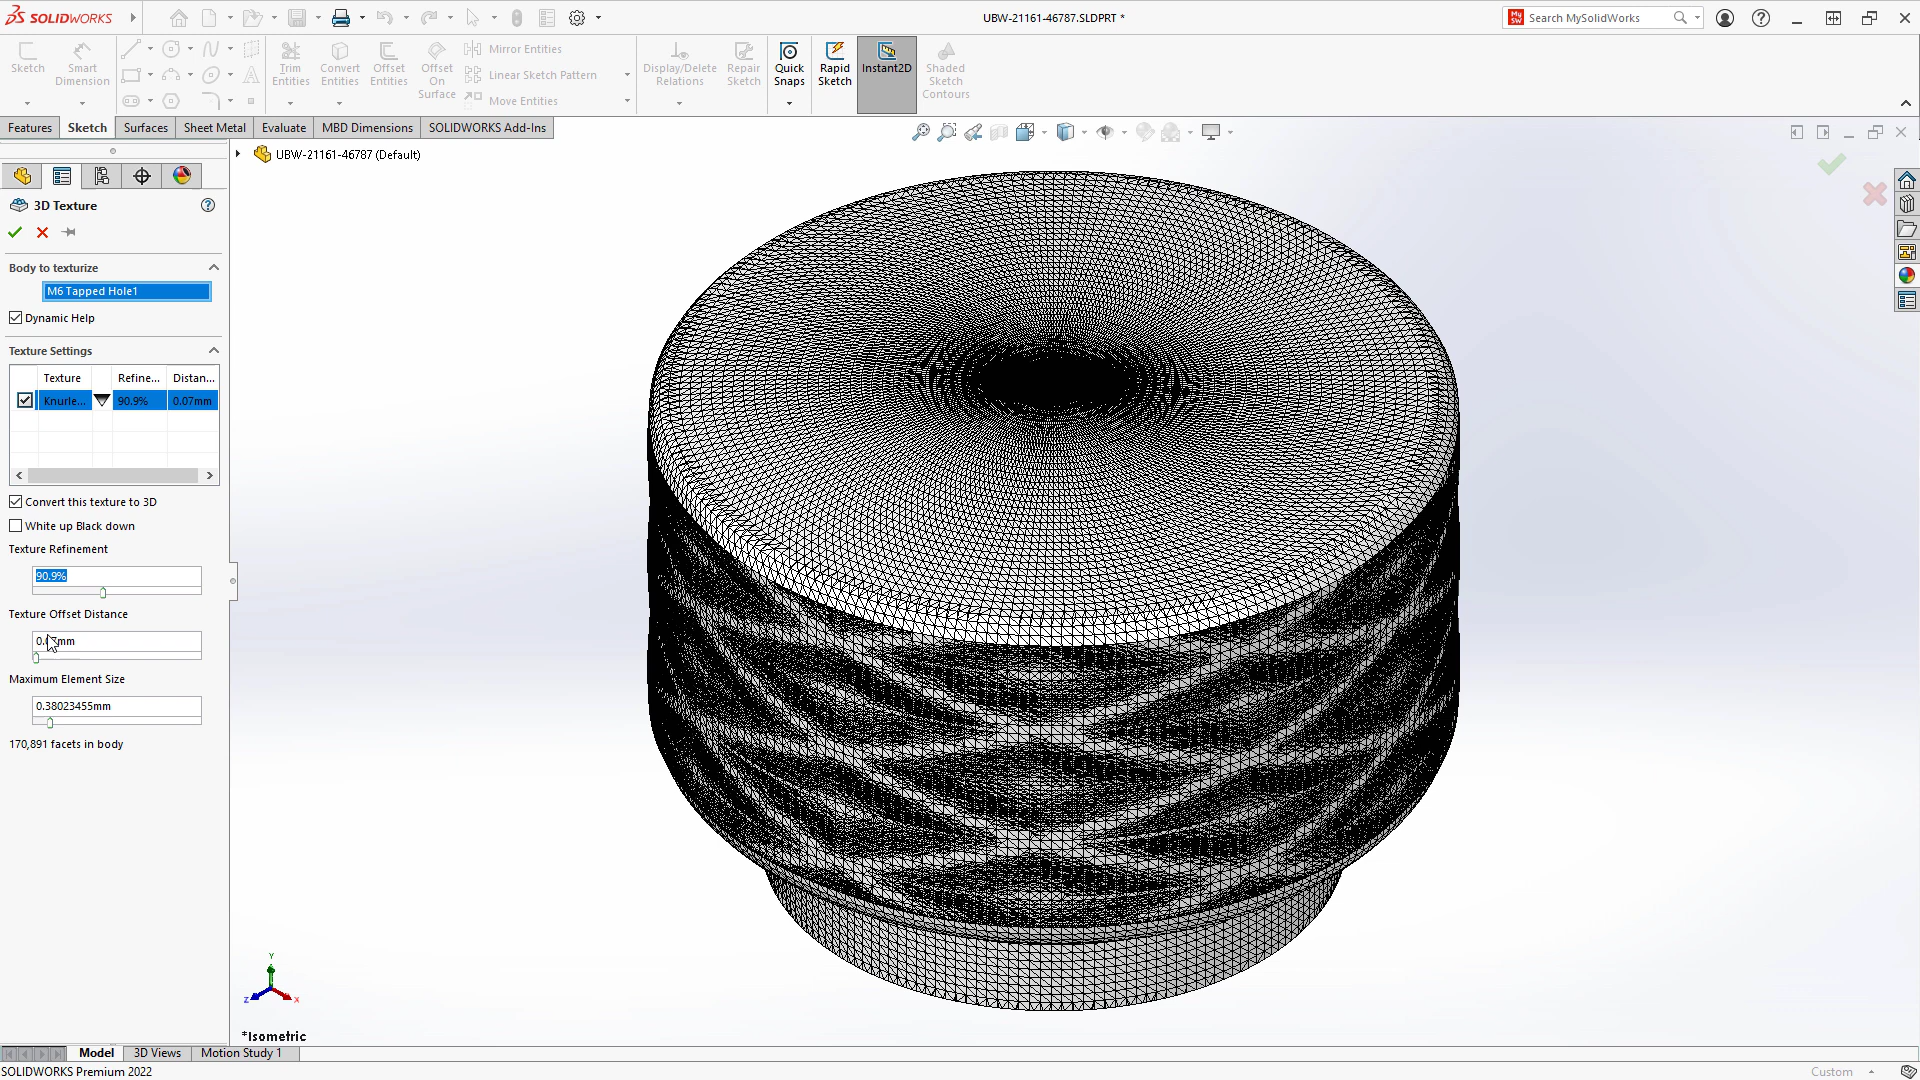 SOLIDWORKS
UBW-21161-46787.SLDPRT *
Search MySolidWorks
Sketch
Smart Dimension
Trim Entities
Convert Entities
Offset Entities
Offset On Surface
Mirror Entities
Linear Sketch Pattern
Move Entities
Display/Delete Relations
Repair Sketch
Quick Snaps
Rapid Sketch
Instant2D
Shaded Sketch Contours
Features
Sketch
Surfaces
Sheet Metal
Evaluate
MBD Dimensions
SOLIDWORKS Add-Ins
UBW-21161-46787 (Default)
3D Texture
Body to texturize
M6 Tapped Hole1
Dynamic Help
Texture Settings
Texture Refine... Distan...
Knurle... 90.9% 0.07mm
Convert this texture to 3D
White up Black down
Texture Refinement
90.9%
Texture Offset Distance
Maximum Element Size
0.38023455mm
170,891 facets in body
Y
Z
X
*Isometric
Model
3D Views
Motion Study 1
SOLIDWORKS Premium 2022
Custom